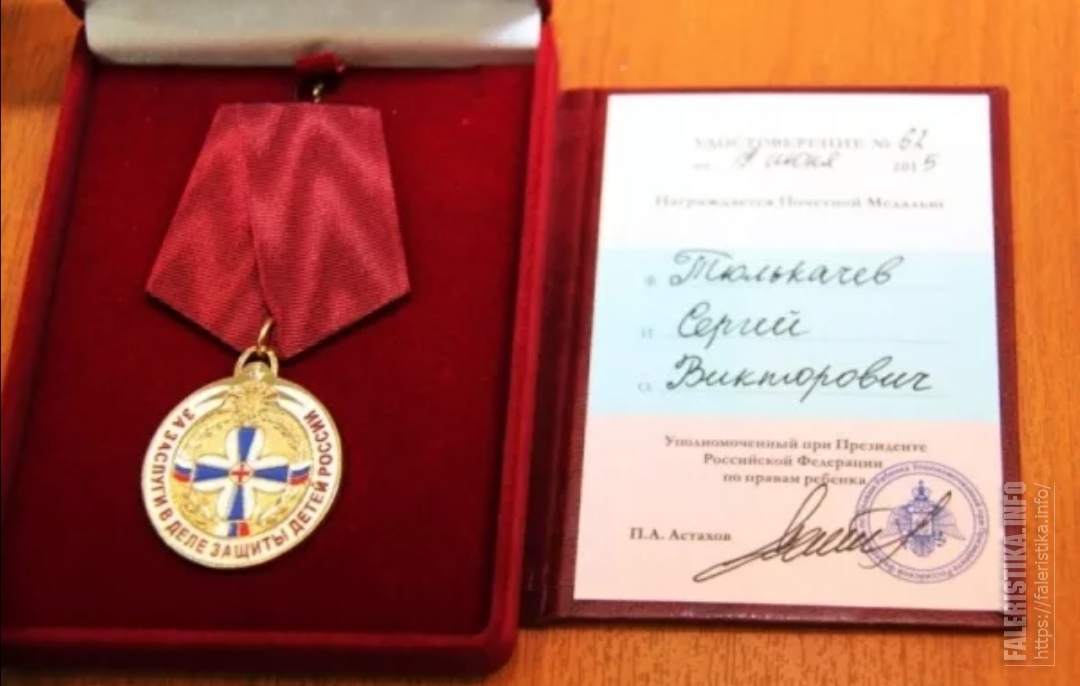 ЗА ЗАСЛУГИ В ДЕЛЕ ЗАЩИТЫ ДЕТЕЙ РОССИИ
УДОСТОВЕРЕНИЕ № 62
июня 2015
Награждается Почетной Медалью
Ф. Тюлькачев
И. Сергей
О. Викторович
Уполномоченный при Президенте
Российской Федерации
по правам ребенка
П.А. Астахов
FALERISTIKA.INFO
https://faleristika.info/